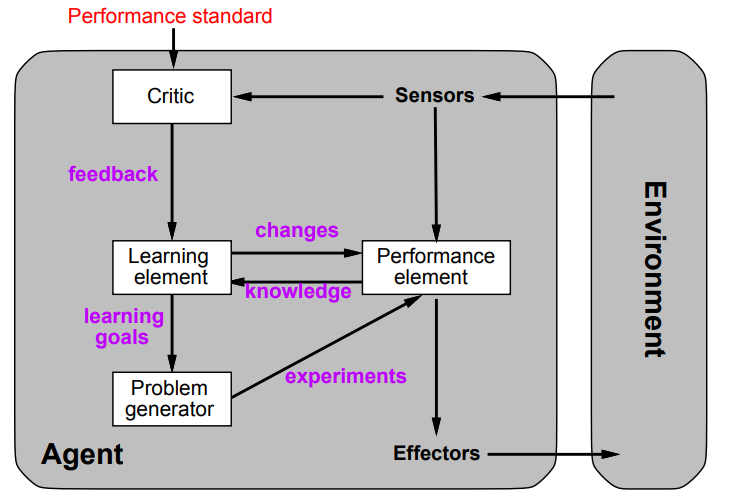 Performance standard
Critic
Sensors
feedback
changes
Learning
element
Performance
element
knowledge
learning
goals
experiments
Problem
generator
Agent
Effectors
Environment